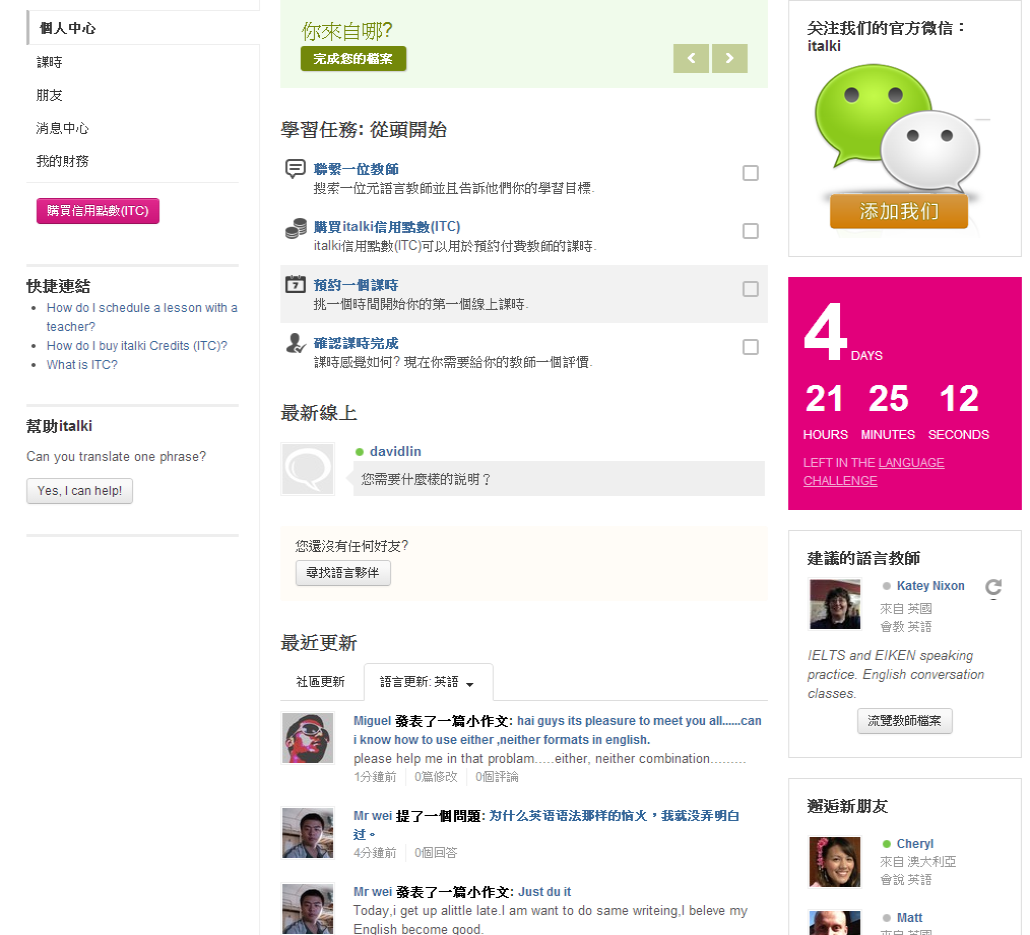 個人中心
課時
朋友
消息中心
我的財務
購買信用點數(ITC)
快捷連結
How do I schedule a lesson with a
teacher?
How do I buy italki Credits (ITC)?
What is ITC?
幫助italki
Can you translate one phrase?
Yes, I can help!
你來自哪?
完成您的檔案
學習任務: 從頭開始
聯繫一位教師
搜索一位元語言教師並且告訴他們你的學習目標.
購買italki信用點數(ITC)
italki信用點數(ITC)可以用於預約付費教師的課時.
預約一個課時
挑一個時間開始你的第一個線上課時.
確認課時完成
課時感覺如何? 現在你需要給你的教師一個評價.
最新線上
davidlin
您需要什麼樣的説明？
您還沒有任何好友?
尋找語言夥伴
最近更新
社區更新
語言更新: 英語
Miguel 發表了一篇小作文: hai guys its pleasure to meet you all......can
i know how to use either ,neither formats in english.
please help me in that problam.....either, neither combination.........
1分鐘前 0篇修改 0個評論
Mr wei 提了一個問題: 为什么英语语法那样的恼火，我就没弄明白
过。
4分鐘前 0個回答
Mr wei 發表了一篇小作文: Just du it
Today,i get up alittle late.I am want to do same writeing,I beleve my
English become good.
关注我们的官方微信：
italki
添加我们
4 DAYS
21 25 12
HOURS MINUTES SECONDS
LEFT IN THE LANGUAGE
CHALLENGE
建議的語言教師
Katey Nixon
來自 英國
會教 英語
IELTS and EIKEN speaking
practice. English conversation
classes.
流覽教師檔案
邂逅新朋友
Cheryl
來自 澳大利亞
會說 英語
Matt
來自 英國